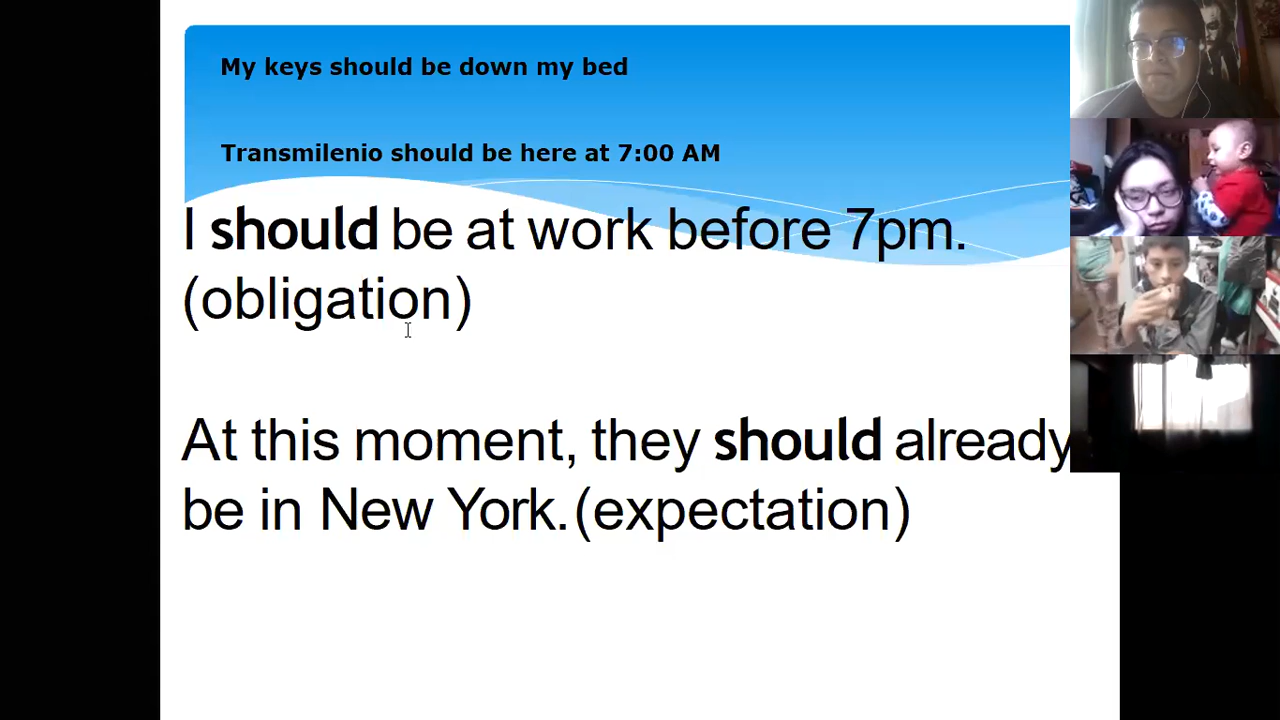 My keys should be down my bed
Transmilenio should be here at 7:00 AM
I should be at work before 7pm.
(obligation)
At this moment, they should already
be in New York.(expectation)